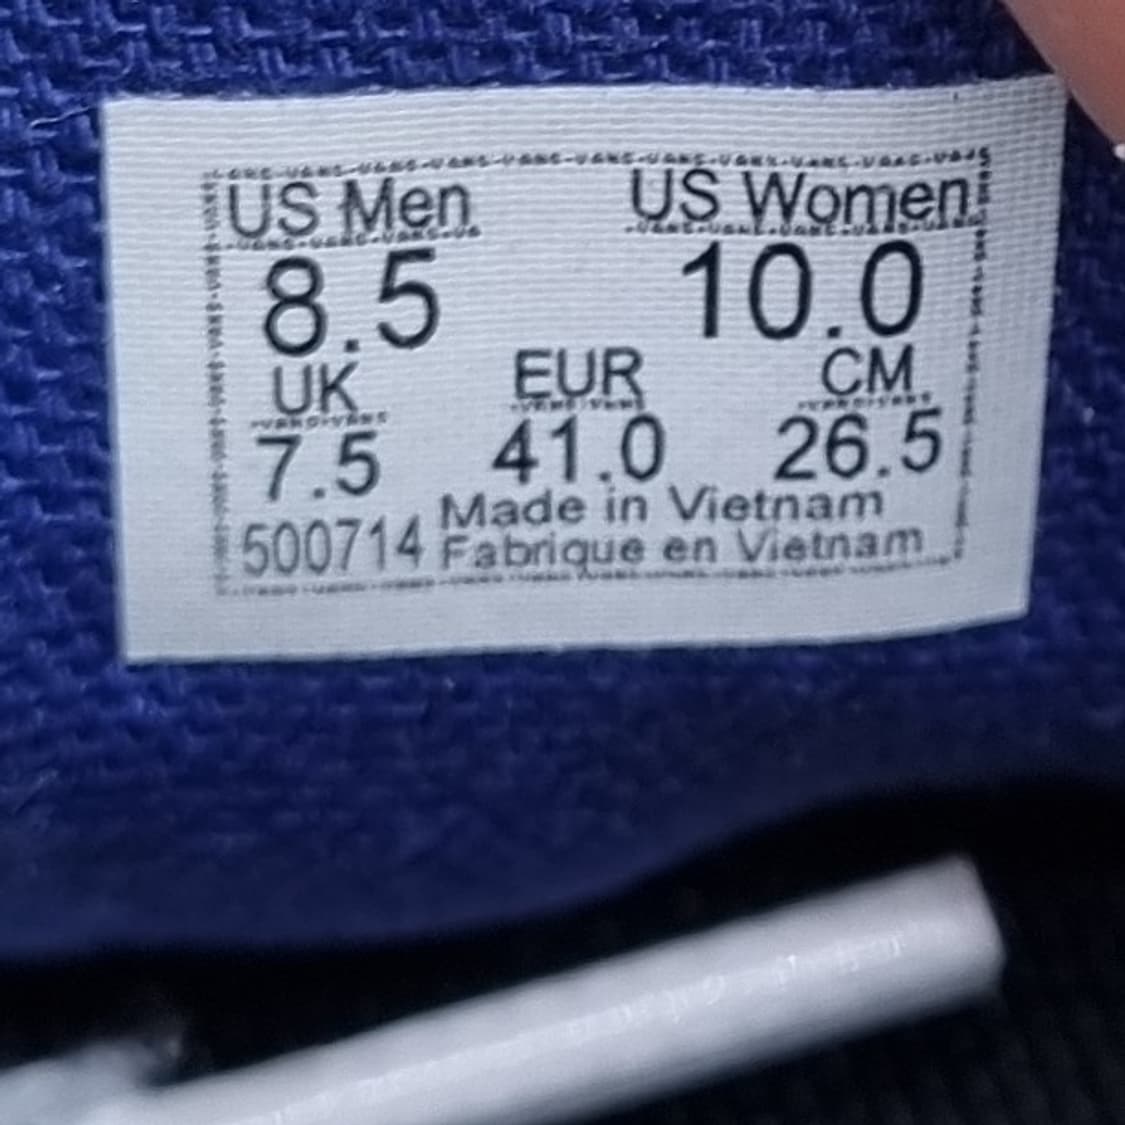 US Men US Women
8.5 10.0
UK EUR CM
7.5 41.0 26.5
Made in Vietnam
500714 Fabrique en Vietnam